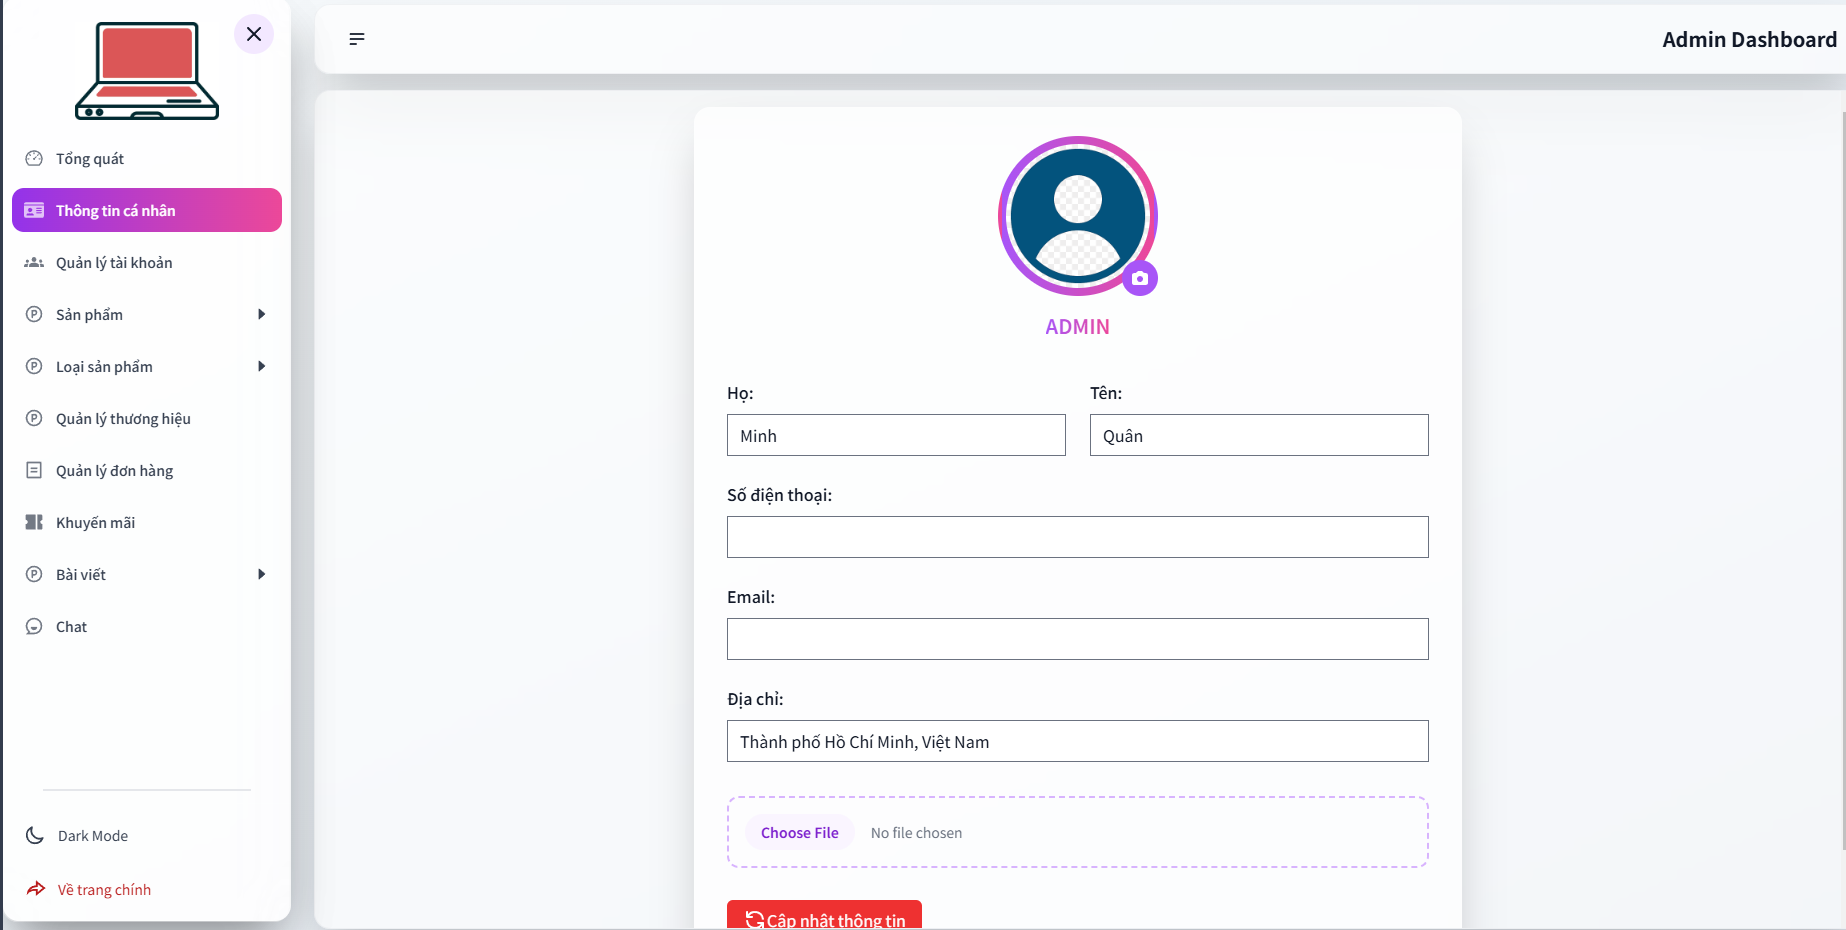 Tổng quát
Thông tin cá nhân
Quản lý tài khoản
Sản phẩm
Loại sản phẩm
Quản lý thương hiệu
Quản lý đơn hàng
Khuyến mãi
Bài viết
Chat
Dark Mode
Về trang chính
Admin Dashboard
ADMIN
Họ: Tên:
Minh Quân
Số điện thoại:
Email:
Địa chỉ:
Thành phố Hồ Chí Minh, Việt Nam
Choose File No file chosen
Cập nhật thông tin